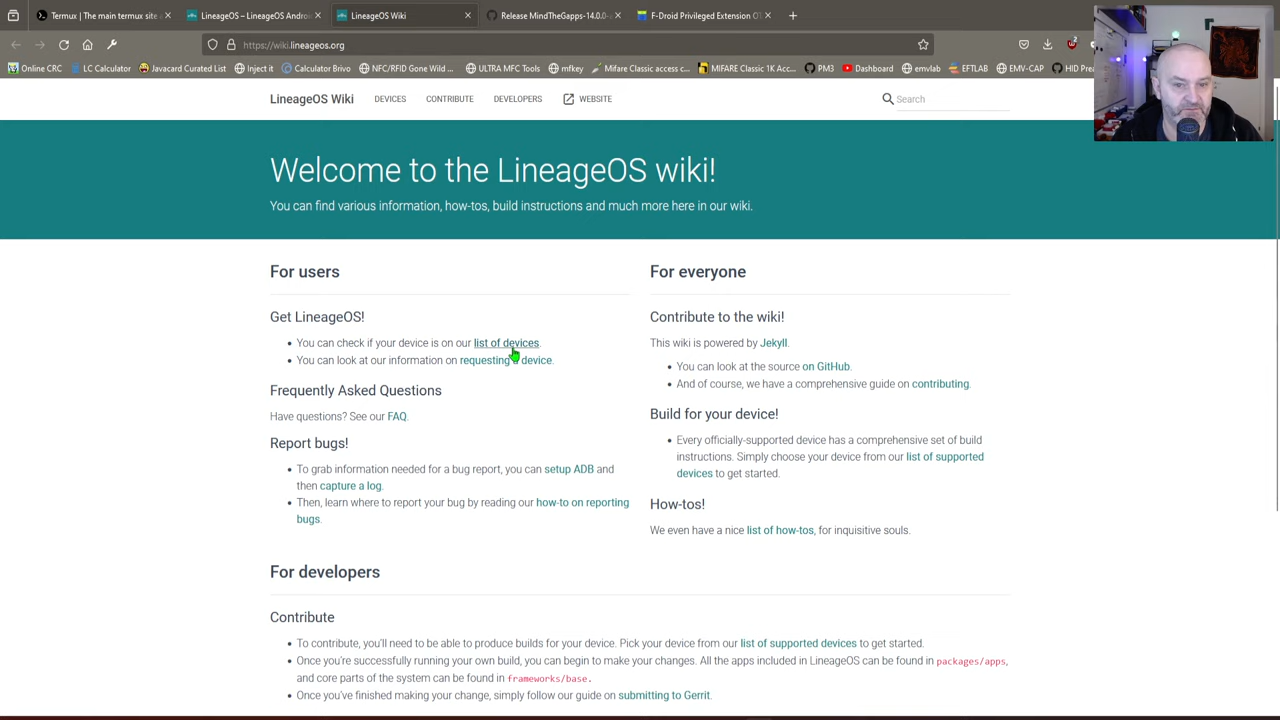 Termux | The main termux site a
LineageOS – LineageOS Androi
LineageOS Wiki
Release MindTheGapps-14.0.0-
F-Droid Privileged Extension OT
https://wiki.lineageos.org
Online CRC
LC Calculator
Javacard Curated List
Inject it
Calculator Brivo
NFC/RFID Gone Wild ...
ULTRA MFC Tools
mfkey
Mifare Classic access c...
MIFARE Classic 1K Acc...
PM3
Dashboard
emvlab
EFTLAB
EMV-CAP
HID Pre
LineageOS Wiki
DEVICES
CONTRIBUTE
DEVELOPERS
WEBSITE
Search
Welcome to the LineageOS wiki!
You can find various information, how-tos, build instructions and much more here in our wiki.
For users
Get LineageOS!
You can check if your device is on our list of devices.
You can look at our information on requesting a device.
Frequently Asked Questions
Have questions? See our FAQ.
Report bugs!
To grab information needed for a bug report, you can setup ADB and
then capture a log.
Then, learn where to report your bug by reading our how-to on reporting
bugs.
For everyone
Contribute to the wiki!
This wiki is powered by Jekyll.
You can look at the source on GitHub.
And of course, we have a comprehensive guide on contributing.
Build for your device!
Every officially-supported device has a comprehensive set of build
instructions. Simply choose your device from our list of supported
devices to get started.
How-tos!
We even have a nice list of how-tos, for inquisitive souls.
For developers
Contribute
To contribute, you'll need to be able to produce builds for your device. Pick your device from our list of supported devices to get started.
Once you're successfully running your own build, you can begin to make your changes. All the apps included in LineageOS can be found in packages/apps,
and core parts of the system can be found in frameworks/base.
Once you've finished making your change, simply follow our guide on submitting to Gerrit.